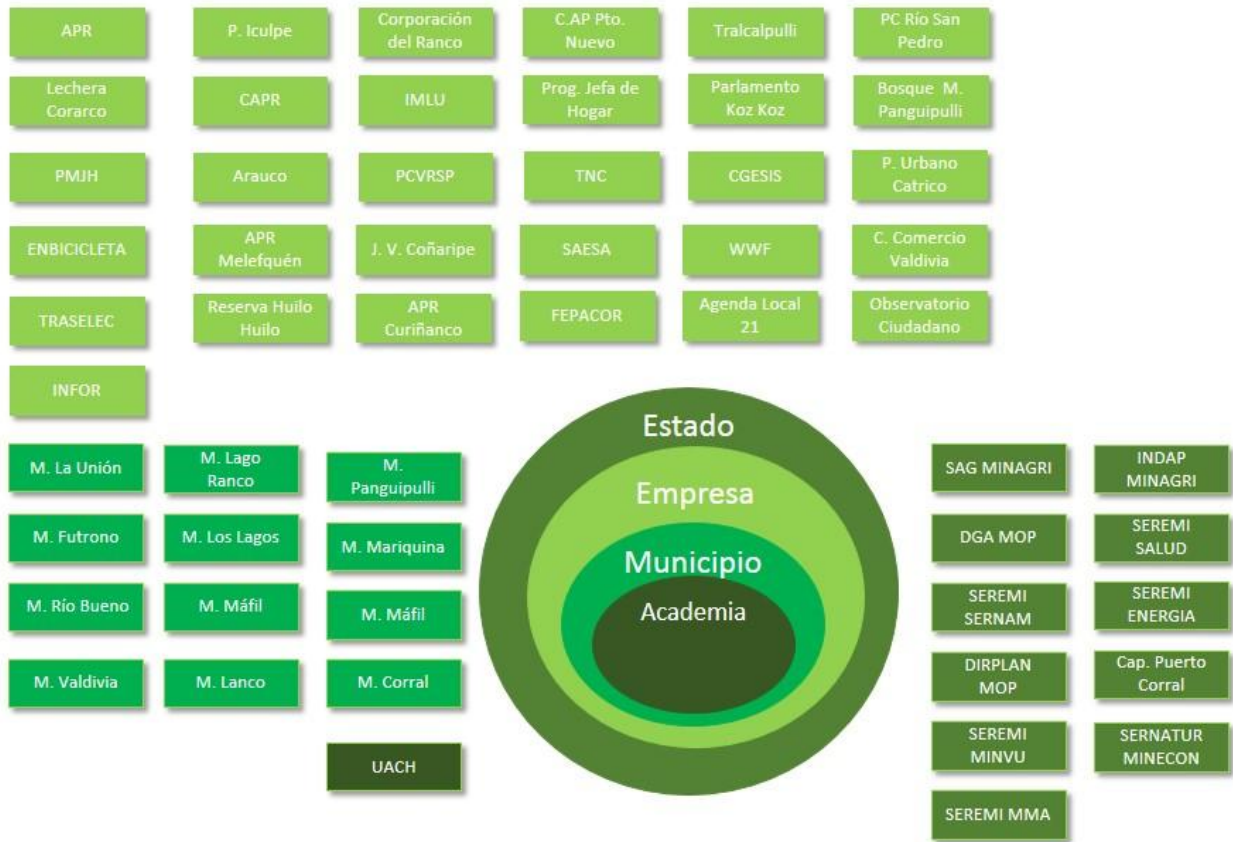 APR
P. Iculpe
Corporación
del Ranco
C.AP Pto.
Nuevo
Tralcalpulli
PC Río San
Pedro
Lechera
Corarco
CAPR
IMLU
Prog. Jefa de
Hogar
Parlamento
Koz Koz
Bosque M.
Panguipulli
PMJH
Arauco
PCVRSP
TNC
CGESIS
P. Urbano
Catrico
ENBICICLETA
APR
Melefquén
J. V. Coñaripe
SAESA
WWF
C. Comercio
Valdivia
TRASELEC
Reserva Huilo
Huilo
APR
Curiñanco
FEPACOR
Agenda Local
21
Observatorio
Ciudadano
INFOR
M. La Unión
M. Lago
Ranco
M.
Panguipulli
M. Futrono
M. Los Lagos
M. Mariquina
M. Río Bueno
M. Máfil
M. Máfil
M. Valdivia
M. Lanco
M. Corral
UACH
Estado
Empresa
Municipio
Academia
SAG MINAGRI
INDAP
MINAGRI
DGA MOP
SEREMI
SALUD
SEREMI
SERNAM
SEREMI
ENERGIA
DIRPLAN
MOP
Cap. Puerto
Corral
SEREMI
MINVU
SERNATUR
MINECON
SEREMI MMA